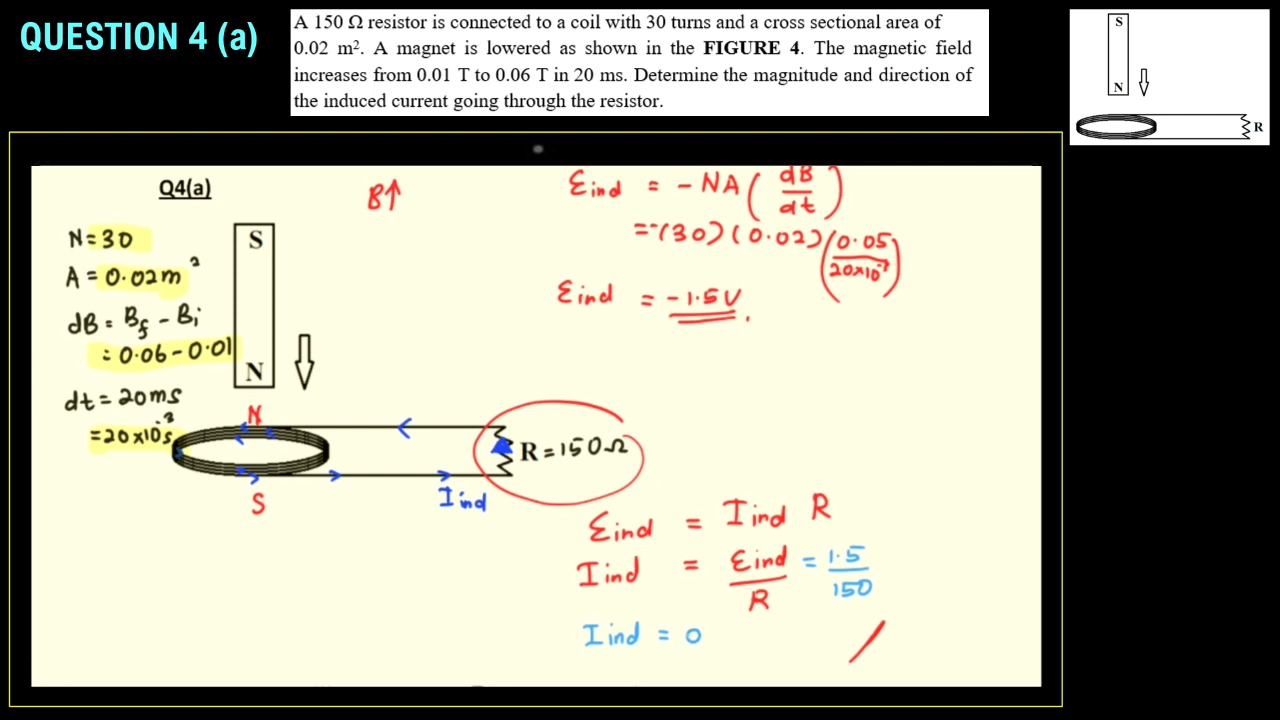 QUESTION 4 (a)
A 150 Ω resistor is connected to a coil with 30 turns and a cross sectional area of
0.02 m². A magnet is lowered as shown in the FIGURE 4. The magnetic field
increases from 0.01 T to 0.06 T in 20 ms. Determine the magnitude and direction of
the induced current going through the resistor.
S
N
R
Q4(a)
B↑
N=30
A = 0.02m²
dB = Bf - Bi
= 0.06-0.01
dt = 20ms
=20×10⁻³s
S
N
N
S
R =150Ω
I ind
εind = - NA (dB/dt)
=-(30)(0.02)(0.05/20×10⁻³)
εind = -1.5V.
εind = Iind R
Iind = εind/R = 1.5/150
Iind = 0